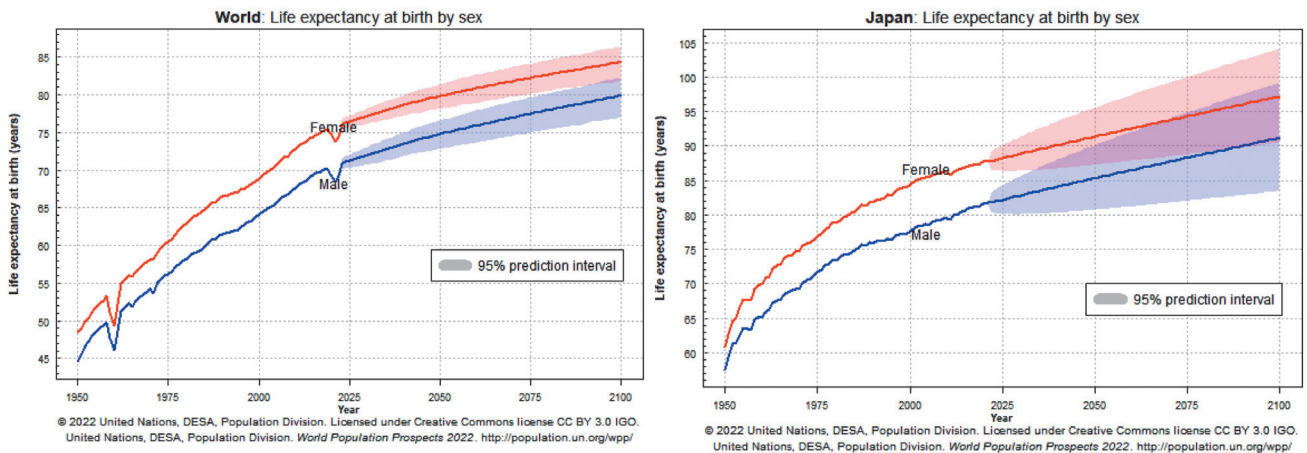 World: Life expectancy at birth by sex
Life expectancy at birth (years)
85
80
75
70
65
60
55
50
45
Female
Male
95% prediction interval
1950 1975 2000 2025 2050 2075 2100
Year
© 2022 United Nations, DESA, Population Division. Licensed under Creative Commons license CC BY 3.0 IGO.
United Nations, DESA, Population Division. World Population Prospects 2022. http://population.un.org/wpp/
Japan: Life expectancy at birth by sex
Life expectancy at birth (years)
105
100
95
90
85
80
75
70
65
60
Female
Male
95% prediction interval
1950 1975 2000 2025 2050 2075 2100
Year
© 2022 United Nations, DESA, Population Division. Licensed under Creative Commons license CC BY 3.0 IGO.
United Nations, DESA, Population Division. World Population Prospects 2022. http://population.un.org/wpp/